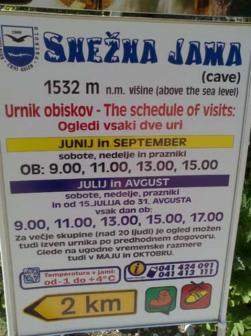 SNEŽNA JAMA
(cave)
1532 m n.m. višine (above the sea level)
Urnik obiskov - The schedule of visits:
Ogledi vsaki dve uri
JUNIJ in SEPTEMBER
sobote, nedelje in prazniki
OB: 9.00, 11.00, 13.00, 15.00
JULIJ in AVGUST
sobote, nedelje, prazniki
in od 15.JULIJA do 31. AVGUSTA
vsak dan ob:
9.00, 11.00, 13.00, 15.00, 17.00
Za večje skupine (nad 20 ljudi) je ogled možen
tudi izven urnika po predhodnem dogovoru.
Glede na ugodne vremenske razmere
tudi v MAJU in OKTOBRU.
Temperatura v jami:
od -3 do +4°C
041 424 091
041 413 111
2 km